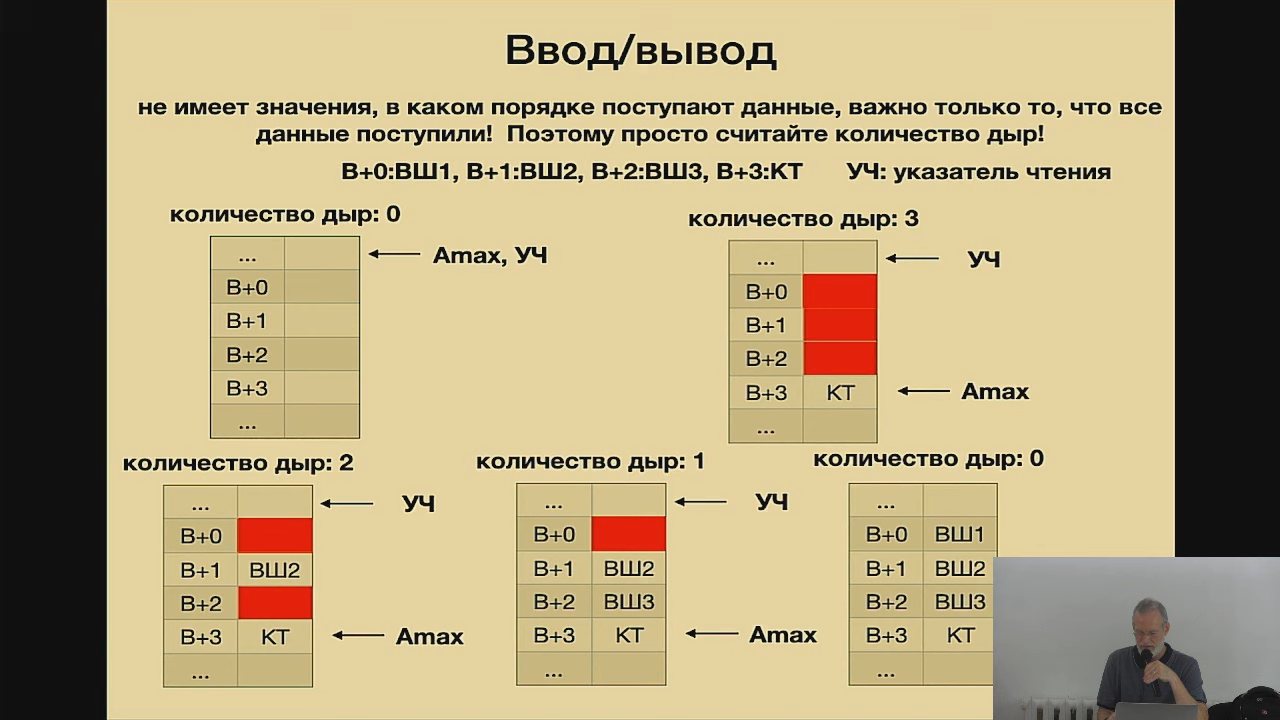 Ввод/вывод
не имеет значения, в каком порядке поступают данные, важно только то, что все
данные поступили! Поэтому просто считайте количество дыр!
В+0:ВШ1, В+1:ВШ2, В+2:ВШ3, В+3:КТ УЧ: указатель чтения
количество дыр: 0
...
Amax, УЧ
В+0
В+1
В+2
В+3
...
количество дыр: 3
...
УЧ
В+0
В+1
В+2
В+3 КТ
Amax
...
количество дыр: 2
...
УЧ
В+0
В+1 ВШ2
В+2
В+3 КТ
Amax
...
количество дыр: 1
...
УЧ
В+0
В+1 ВШ2
В+2 ВШ3
В+3 КТ
Amax
...
количество дыр: 0
...
В+0 ВШ1
В+1 ВШ2
В+2 ВШ3
В+3 КТ
...